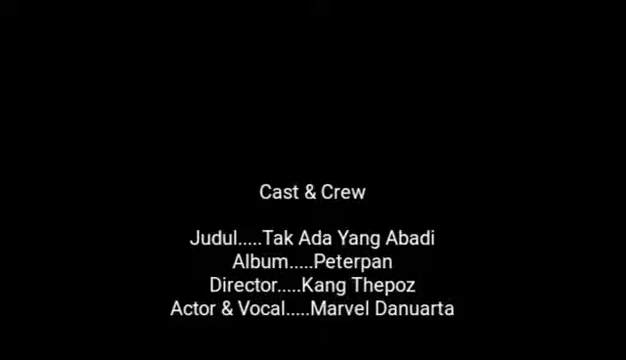 Cast & Crew
Judul.....Tak Ada Yang Abadi
Album.....Peterpan
Director.....Kang Thepoz
Actor & Vocal.....Marvel Danuarta